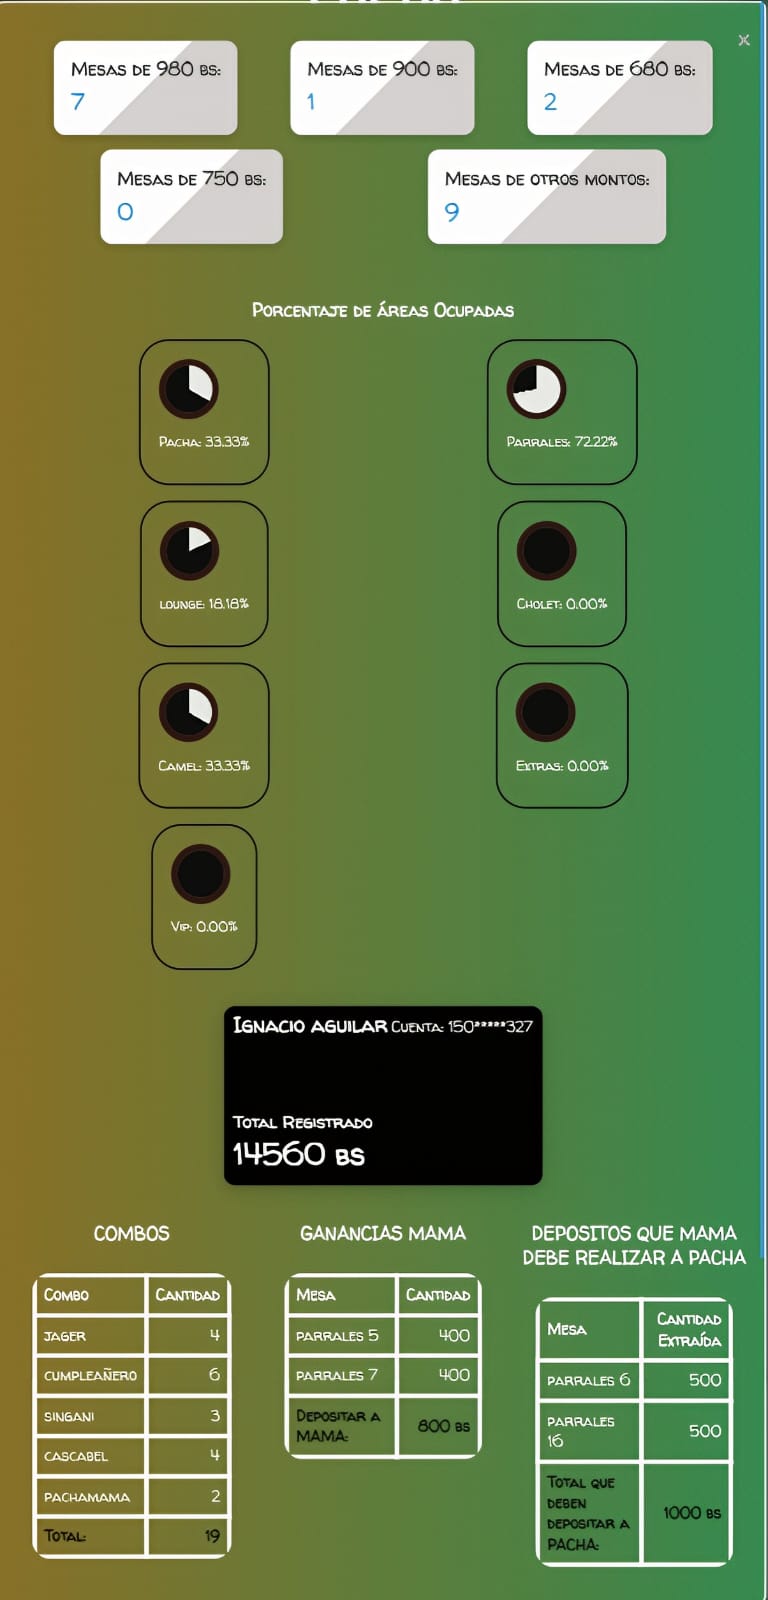 Mesas de 980 bs:
7
Mesas de 900 bs:
1
Mesas de 680 bs:
2
Mesas de 750 bs:
0
Mesas de otros montos:
9
Porcentaje de áreas Ocupadas
Pacha: 33.33%
Parrales: 72.22%
lounge: 18.18%
Cholet: 0.00%
Camel: 33.33%
Extras: 0.00%
Vip: 0.00%
Ignacio aguilar Cuenta: 150*****327
Total Registrado
14560 bs
COMBOS
Combo Cantidad
jager 4
cumpleañero 6
singani 3
cascabel 4
pachamama 2
Total: 19
GANANCIAS MAMA
Mesa Cantidad
parrales 5 400
parrales 7 400
Depositar a
MAMA: 800 bs
DEPOSITOS QUE MAMA
DEBE REALIZAR A PACHA
Mesa Cantidad
Extraída
parrales 6 500
parrales
16 500
Total que
deben
depositar a
PACHA: 1000 bs